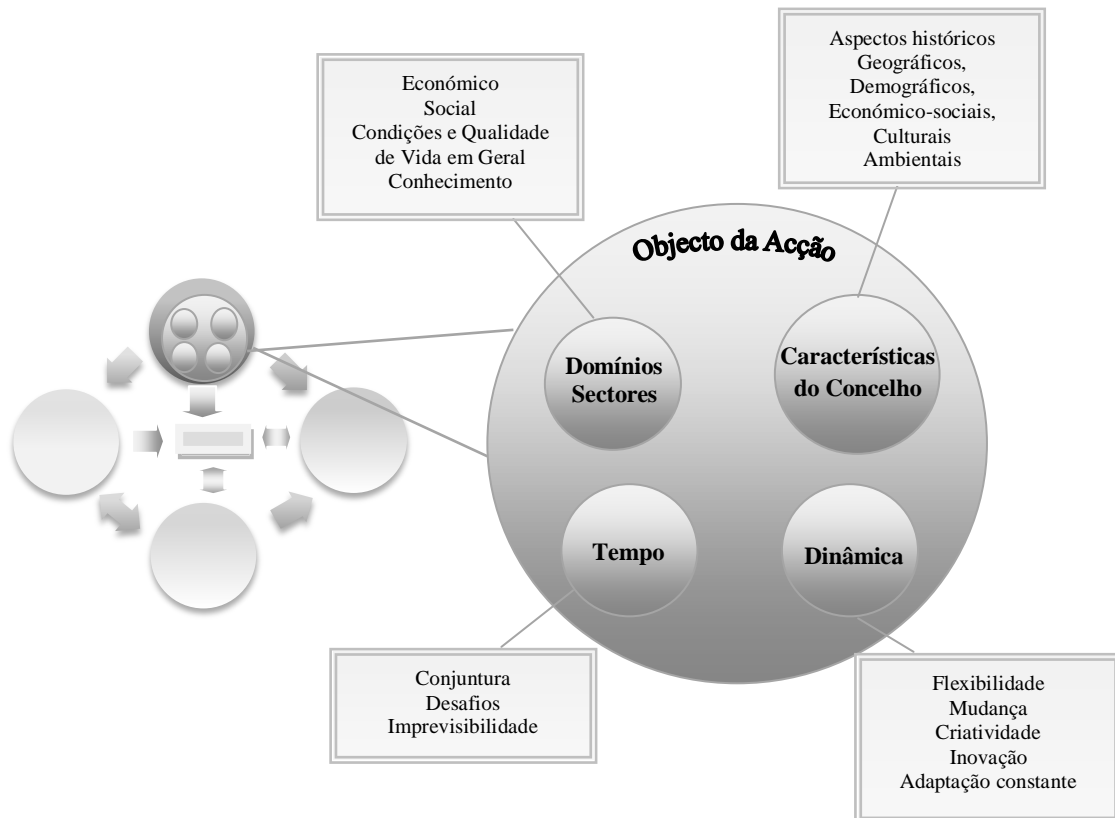 Económico
Social
Condições e Qualidade
de Vida em Geral
Conhecimento
Aspectos históricos
Geográficos,
Demográficos,
Económico-sociais,
Culturais
Ambientais
Objecto da Acção
Domínios
Sectores
Características
do Concelho
Tempo
Dinâmica
Conjuntura
Desafios
Imprevisibilidade
Flexibilidade
Mudança
Criatividade
Inovação
Adaptação constante